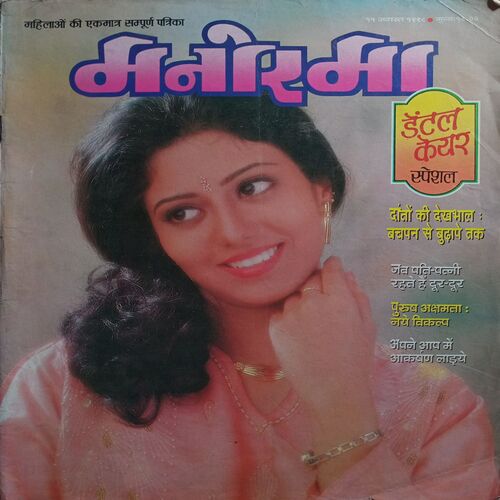 महिलाओं की एकमात्र सम्पूर्ण पत्रिका
मनोरमा
डेंटल
केयर
स्पेशल
दांतों की देखभाल :
बचपन से बुढ़ापे तक
जब पति-पत्नी
रहते हैं दूर-दूर
पुरुष अक्षमता :
नये विकल्प
अपने आप में
आकर्षण लाइये